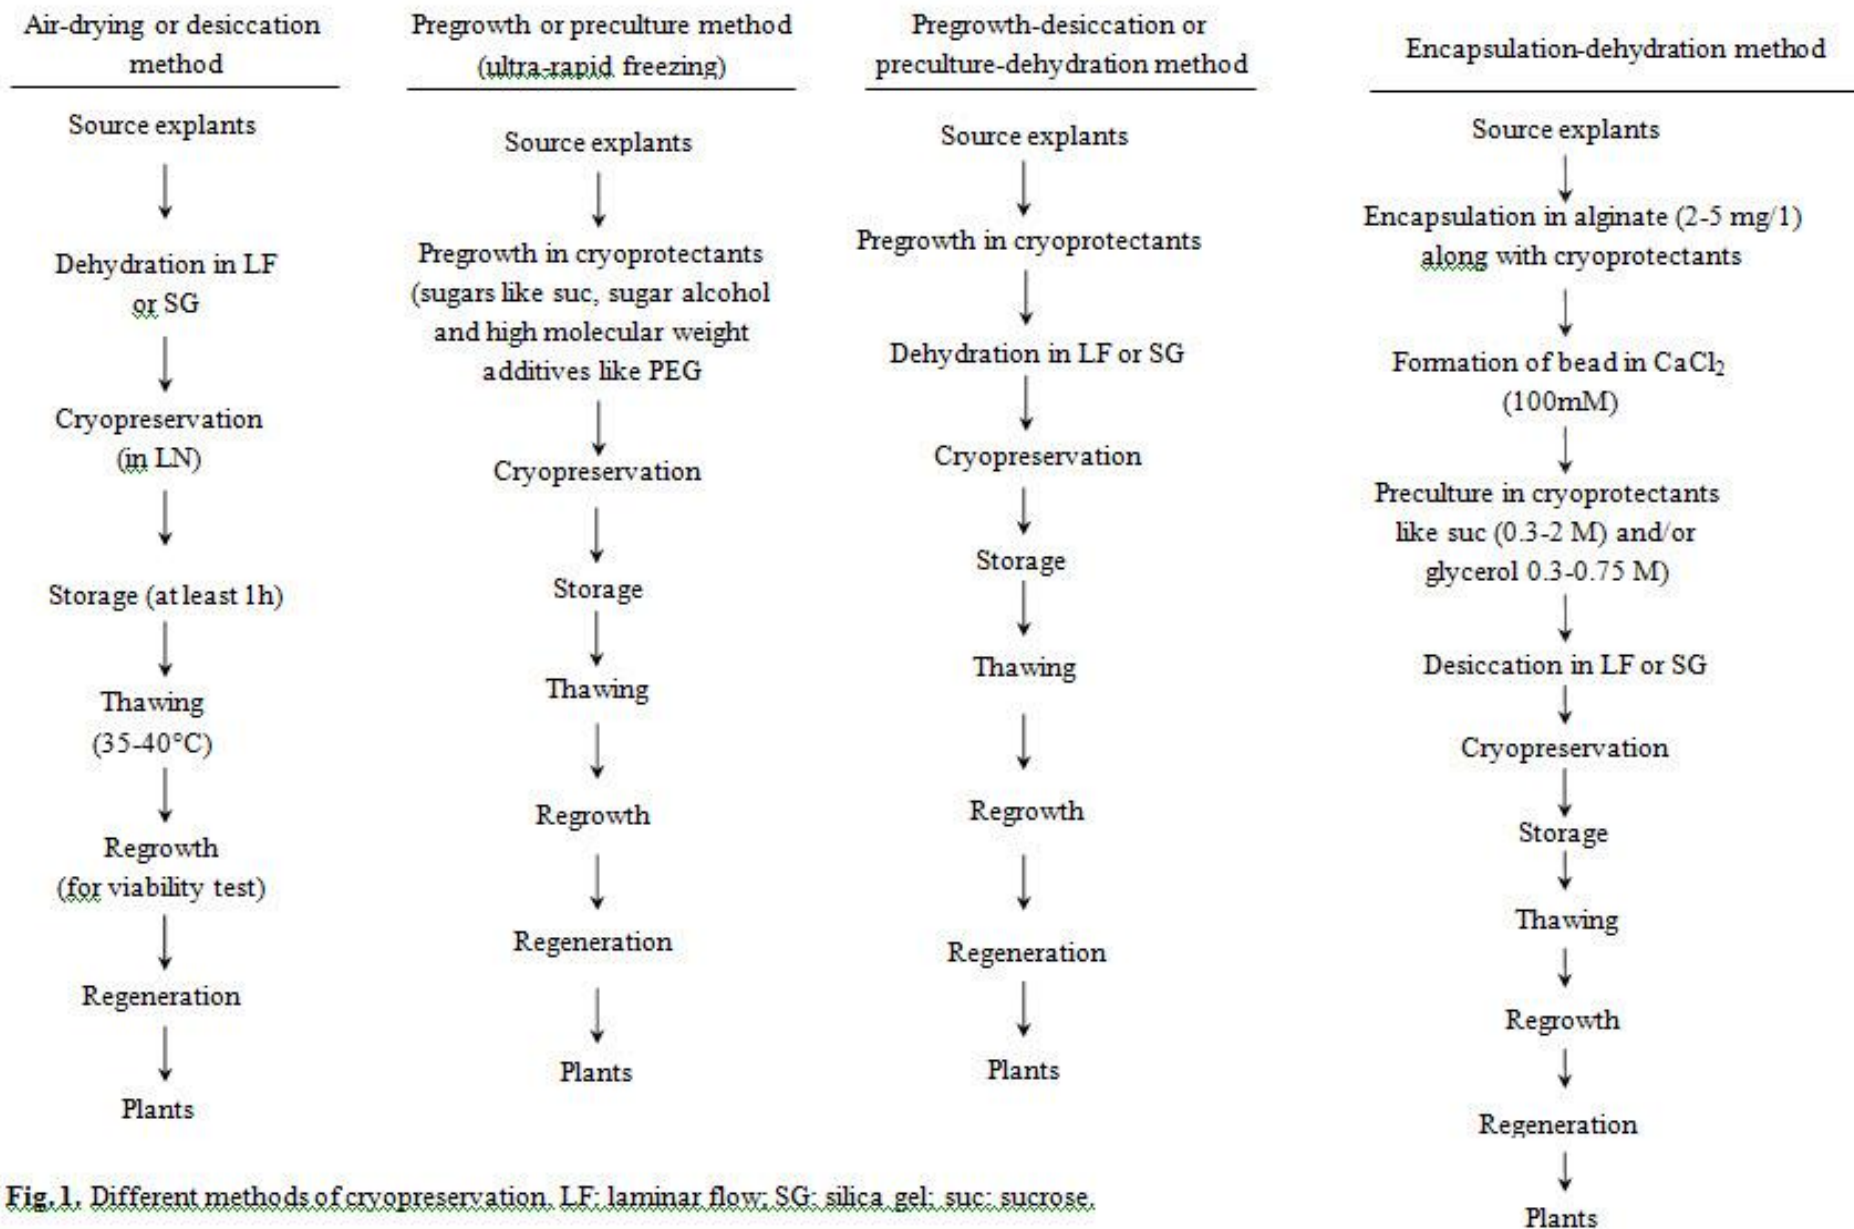 Air-drying or desiccation
method
Source explants
Dehydration in LF
or SG
Cryopreservation
(in LN)
Storage (at least 1h)
Thawing
(35-40°C)
Regrowth
(for viability test)
Regeneration
Plants
Pregrowth or preculture method
(ultra-rapid freezing)
Source explants
Pregrowth in cryoprotectants
(sugars like suc, sugar alcohol
and high molecular weight
additives like PEG
Cryopreservation
Storage
Thawing
Regrowth
Regeneration
Plants
Pregrowth-desiccation or
preculture-dehydration method
Source explants
Pregrowth in cryoprotectants
Dehydration in LF or SG
Cryopreservation
Storage
Thawing
Regrowth
Regeneration
Plants
Encapsulation-dehydration method
Source explants
Encapsulation in alginate (2-5 mg/1)
along with cryoprotectants
Formation of bead in CaCl₂
(100mM)
Preculture in cryoprotectants
like suc (0.3-2 M) and/or
glycerol 0.3-0.75 M)
Desiccation in LF or SG
Cryopreservation
Storage
Thawing
Regrowth
Regeneration
Plants
Fig. 1. Different methods of cryopreservation. LF: laminar flow; SG: silica gel; suc: sucrose.